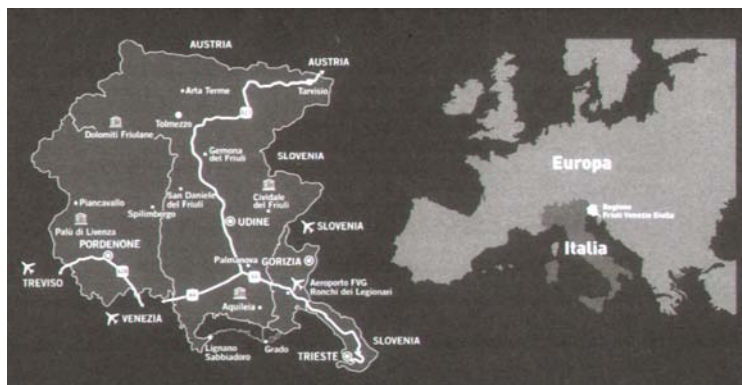 AUSTRIA
AUSTRIA
Arta Terme
Tarvisio
Tolmezzo
Dolomiti Friulane
Gemona
del Friuli
SLOVENIA
Piancavallo
San Daniele
del Friuli
Cividale
del Friuli
Spilimbergo
Palù di Livenza
UDINE
SLOVENIA
PORDENONE
Palmanova
GORIZIA
TREVISO
Aeroporto FVG
Ronchi dei Legionari
VENEZIA
Aquileia
Lignano
Sabbiadoro
Grado
TRIESTE
SLOVENIA
Europa
Regione
Friuli Venezia Giulia
Italia